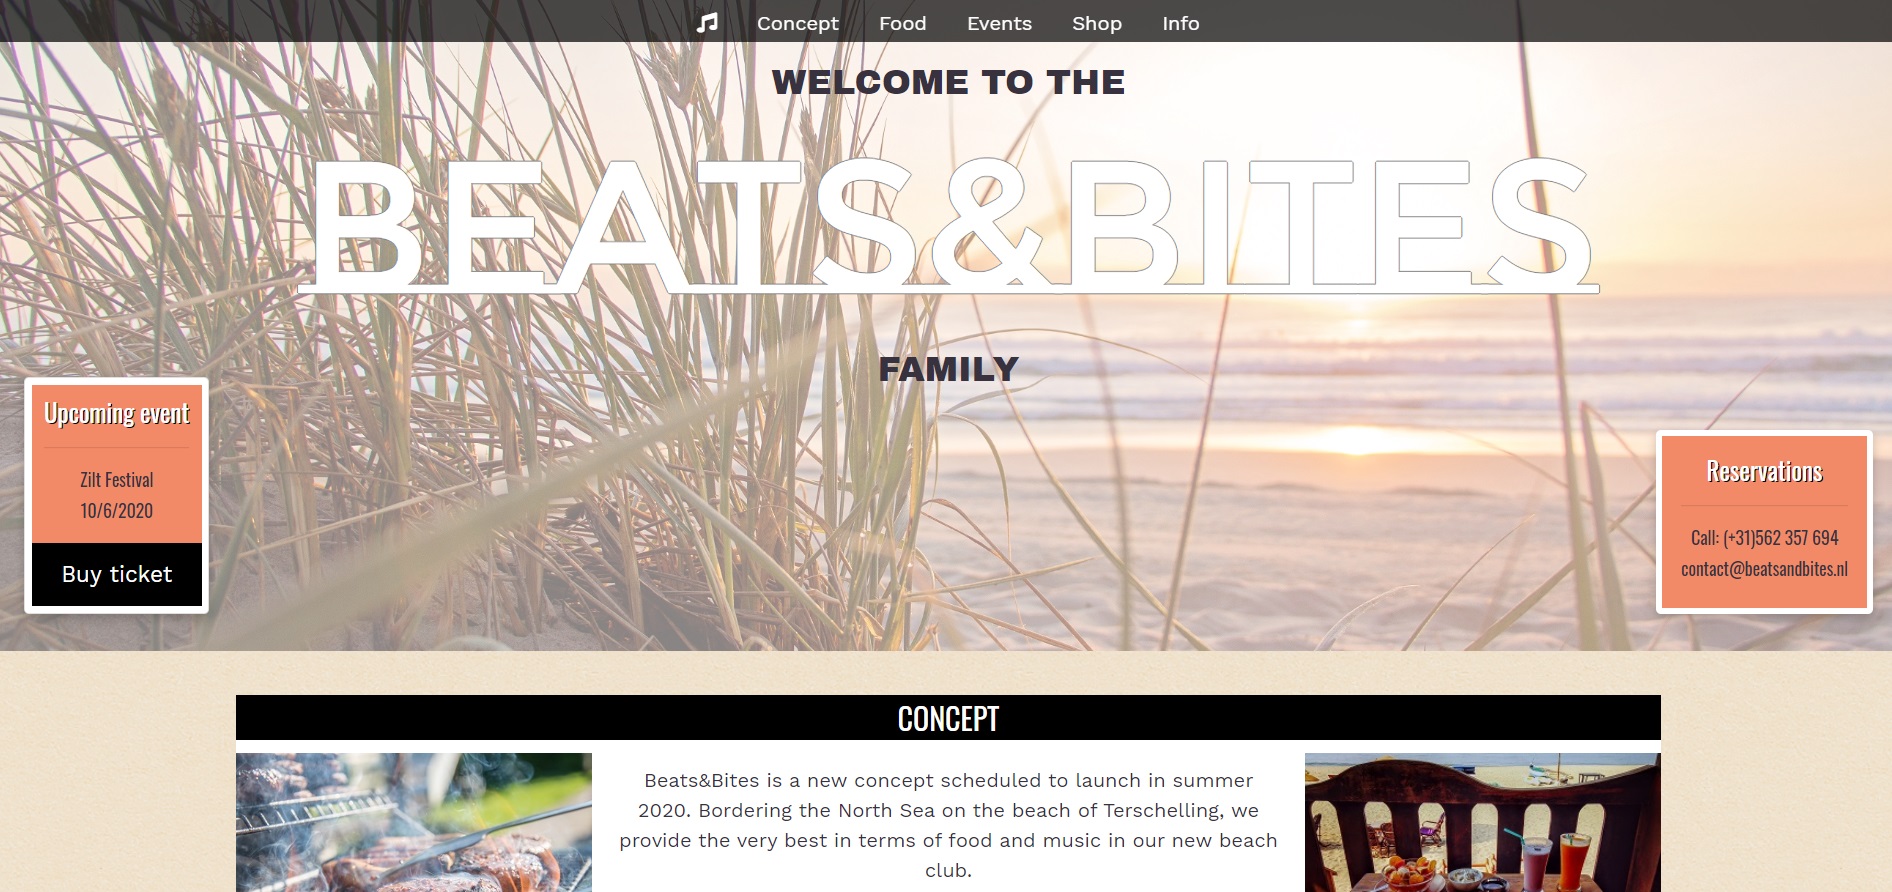 Concept Food Events Shop Info
WELCOME TO THE
BEATS&BITES
FAMILY
Upcoming event
Zilt Festival
10/6/2020
Buy ticket
Reservations
Call: (+31)562 357 694
contact@beatsandbites.nl
CONCEPT
Beats&Bites is a new concept scheduled to launch in summer
2020. Bordering the North Sea on the beach of Terschelling, we
provide the very best in terms of food and music in our new beach
club.